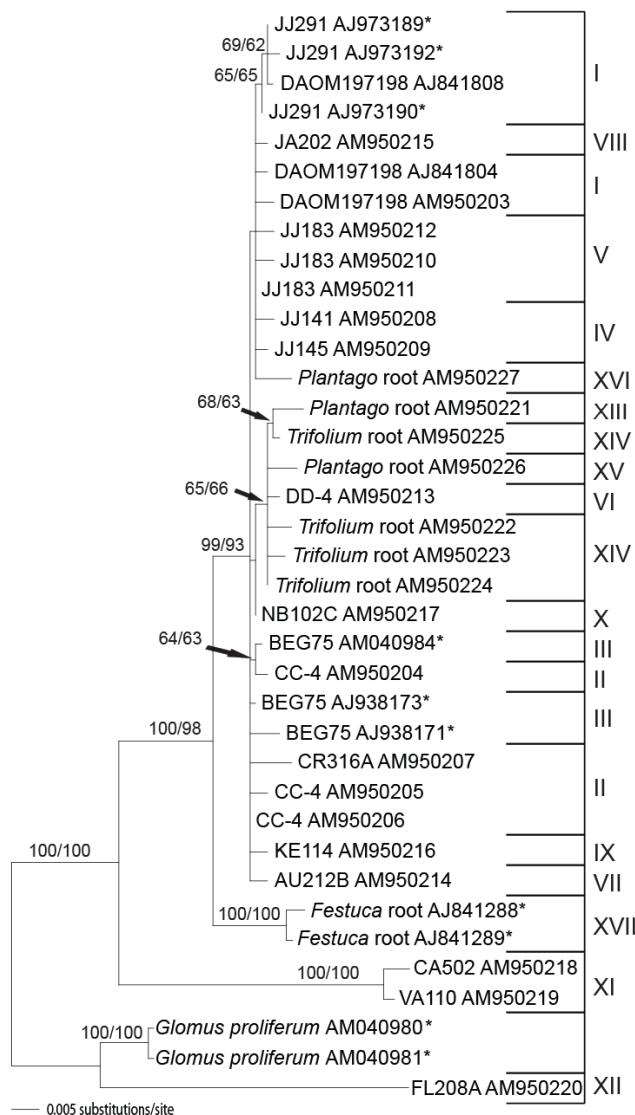 JJ291 AJ973189*
69/62
JJ291 AJ973192*
I
65/65
DAOM197198 AJ841808
JJ291 AJ973190*
JA202 AM950215
VIII
DAOM197198 AJ841804
I
DAOM197198 AM950203
JJ183 AM950212
V
JJ183 AM950210
JJ183 AM950211
JJ141 AM950208
IV
JJ145 AM950209
Plantago root AM950227
XVI
68/63
Plantago root AM950221
XIII
Trifolium root AM950225
XIV
Plantago root AM950226
XV
65/66
DD-4 AM950213
VI
Trifolium root AM950222
99/93
Trifolium root AM950223
XIV
Trifolium root AM950224
NB102C AM950217
X
64/63
BEG75 AM040984*
III
CC-4 AM950204
II
BEG75 AJ938173*
III
100/98
BEG75 AJ938171*
CR316A AM950207
CC-4 AM950205
II
CC-4 AM950206
100/100
KE114 AM950216
IX
AU212B AM950214
VII
100/100
Festuca root AJ841288*
XVII
Festuca root AJ841289*
100/100
CA502 AM950218
XI
VA110 AM950219
100/100
Glomus proliferum AM040980*
Glomus proliferum AM040981*
FL208A AM950220
XII
0.005 substitutions/site